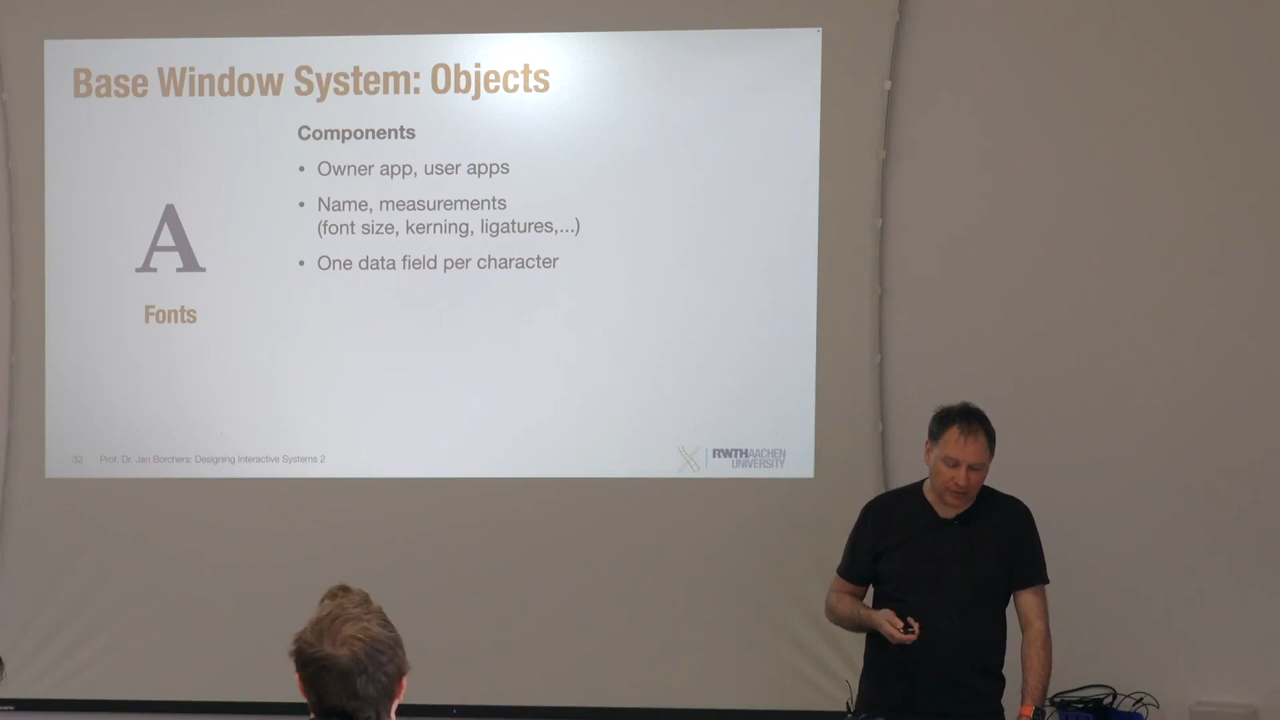 Base Window System: Objects
Components
• Owner app, user apps
• Name, measurements
(font size, kerning, ligatures,...)
• One data field per character
A
Fonts
32 Prof. Dr. Jan Borchers: Designing Interactive Systems 2
RWTHAACHEN
UNIVERSITY